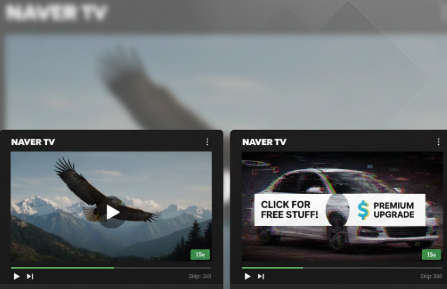 NAVER TV
NAVER TV
15s
NAVER TV
CLICK FOR
FREE STUFF!
$ PREMIUM
UPGRADE
15s